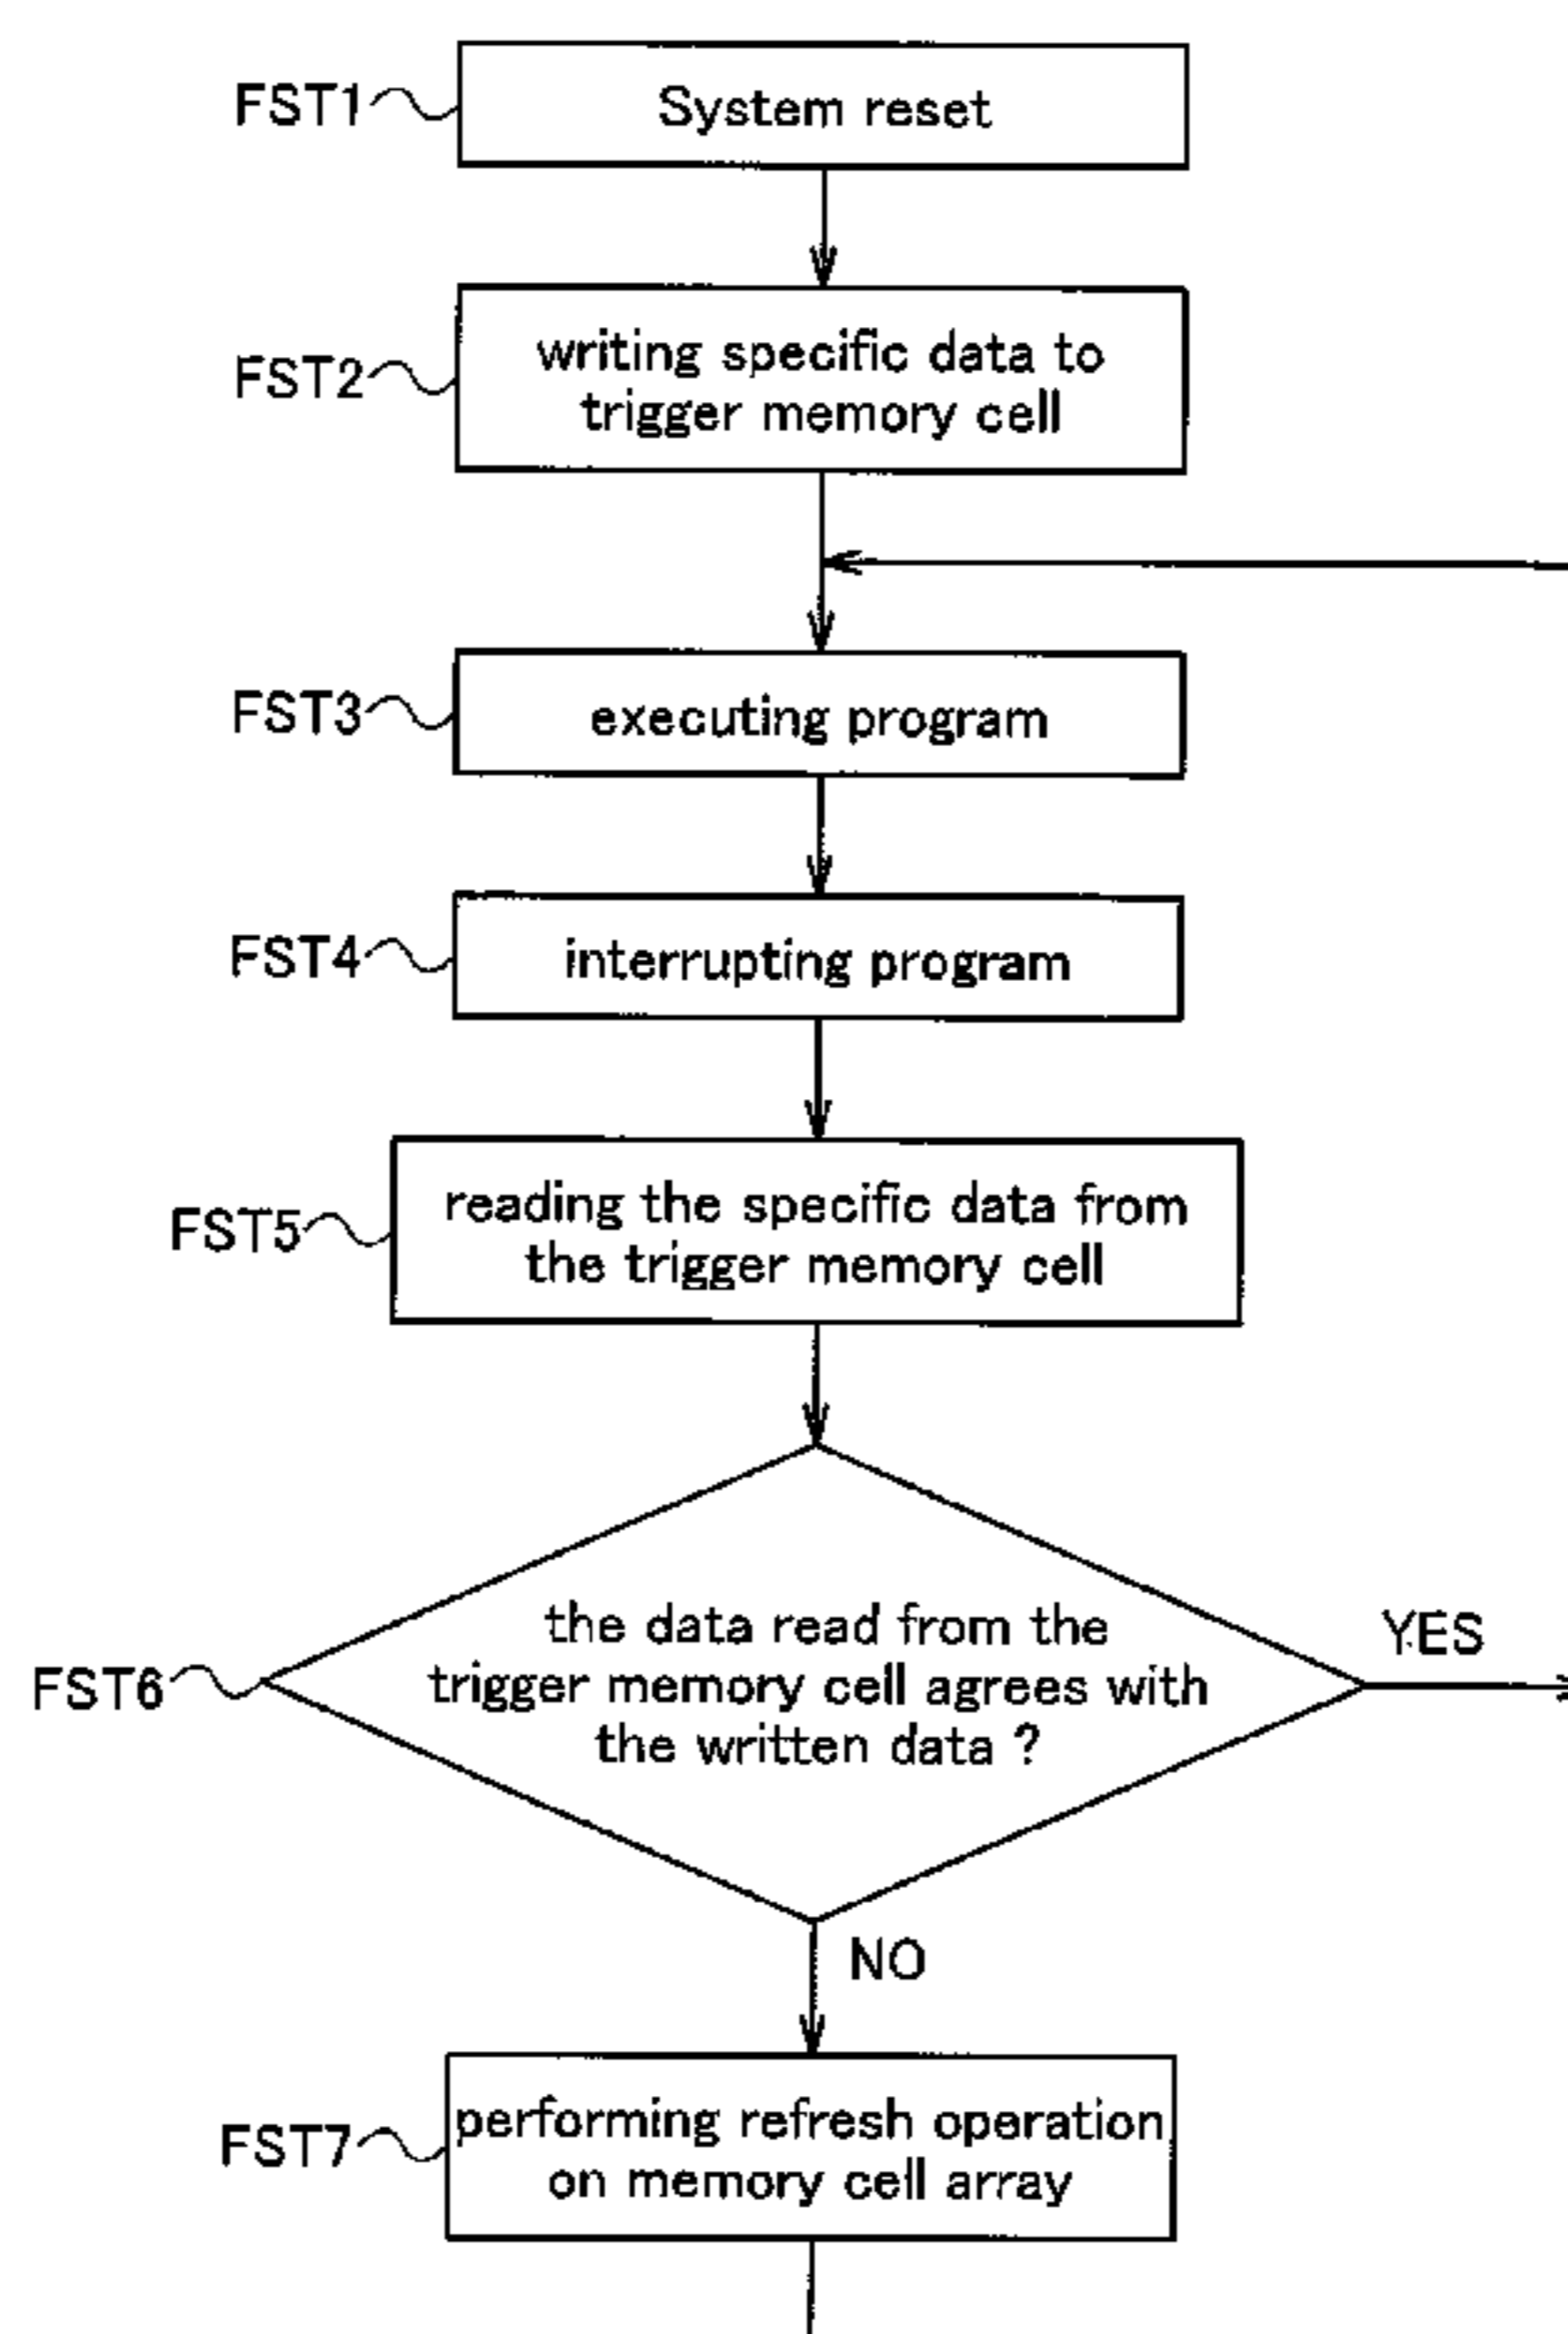 FST1
System reset
FST2
writing specific data to
trigger memory cell
FST3
executing program
FST4
interrupting program
FST5
reading the specific data from
the trigger memory cell
FST6
the data read from the
trigger memory cell agrees with
the written data ?
YES
NO
FST7
performing refresh operation
on memory cell array